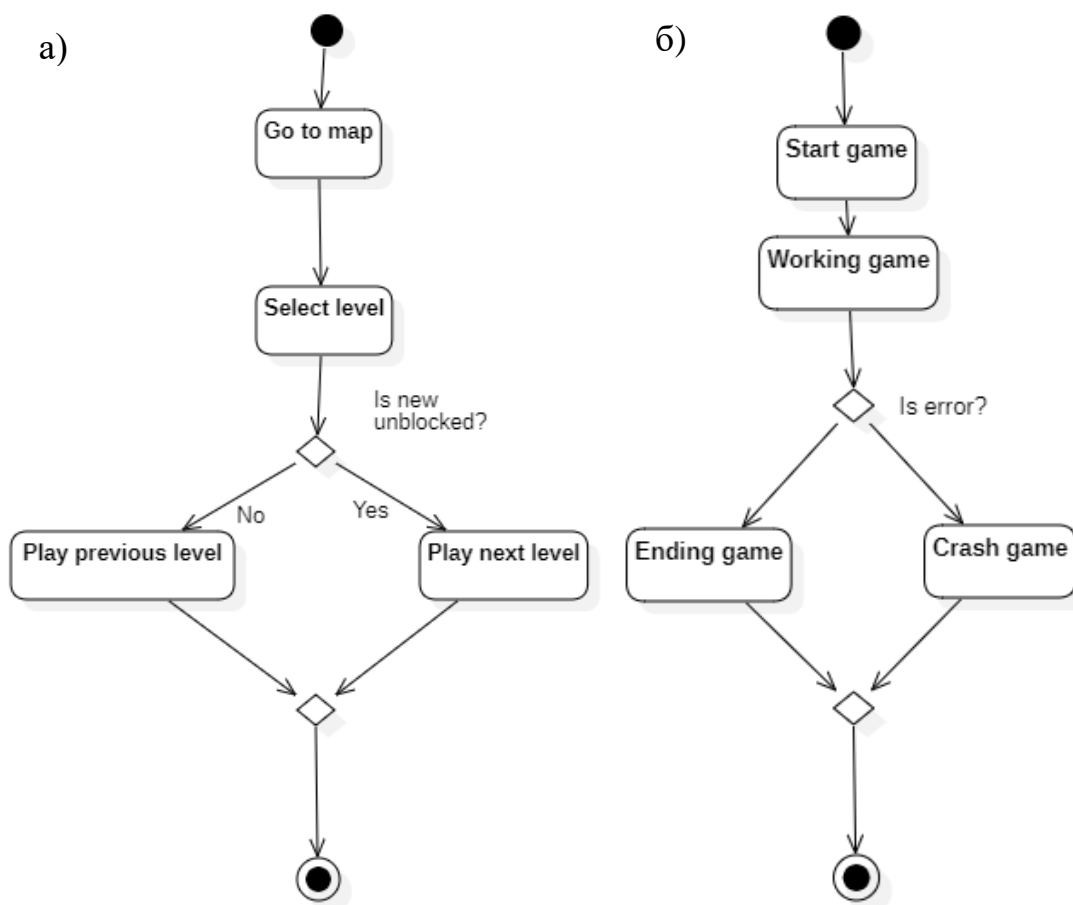 а)
Go to map
Select level
Is new
unblocked?
No
Yes
Play previous level
Play next level
б)
Start game
Working game
Is error?
Ending game
Crash game